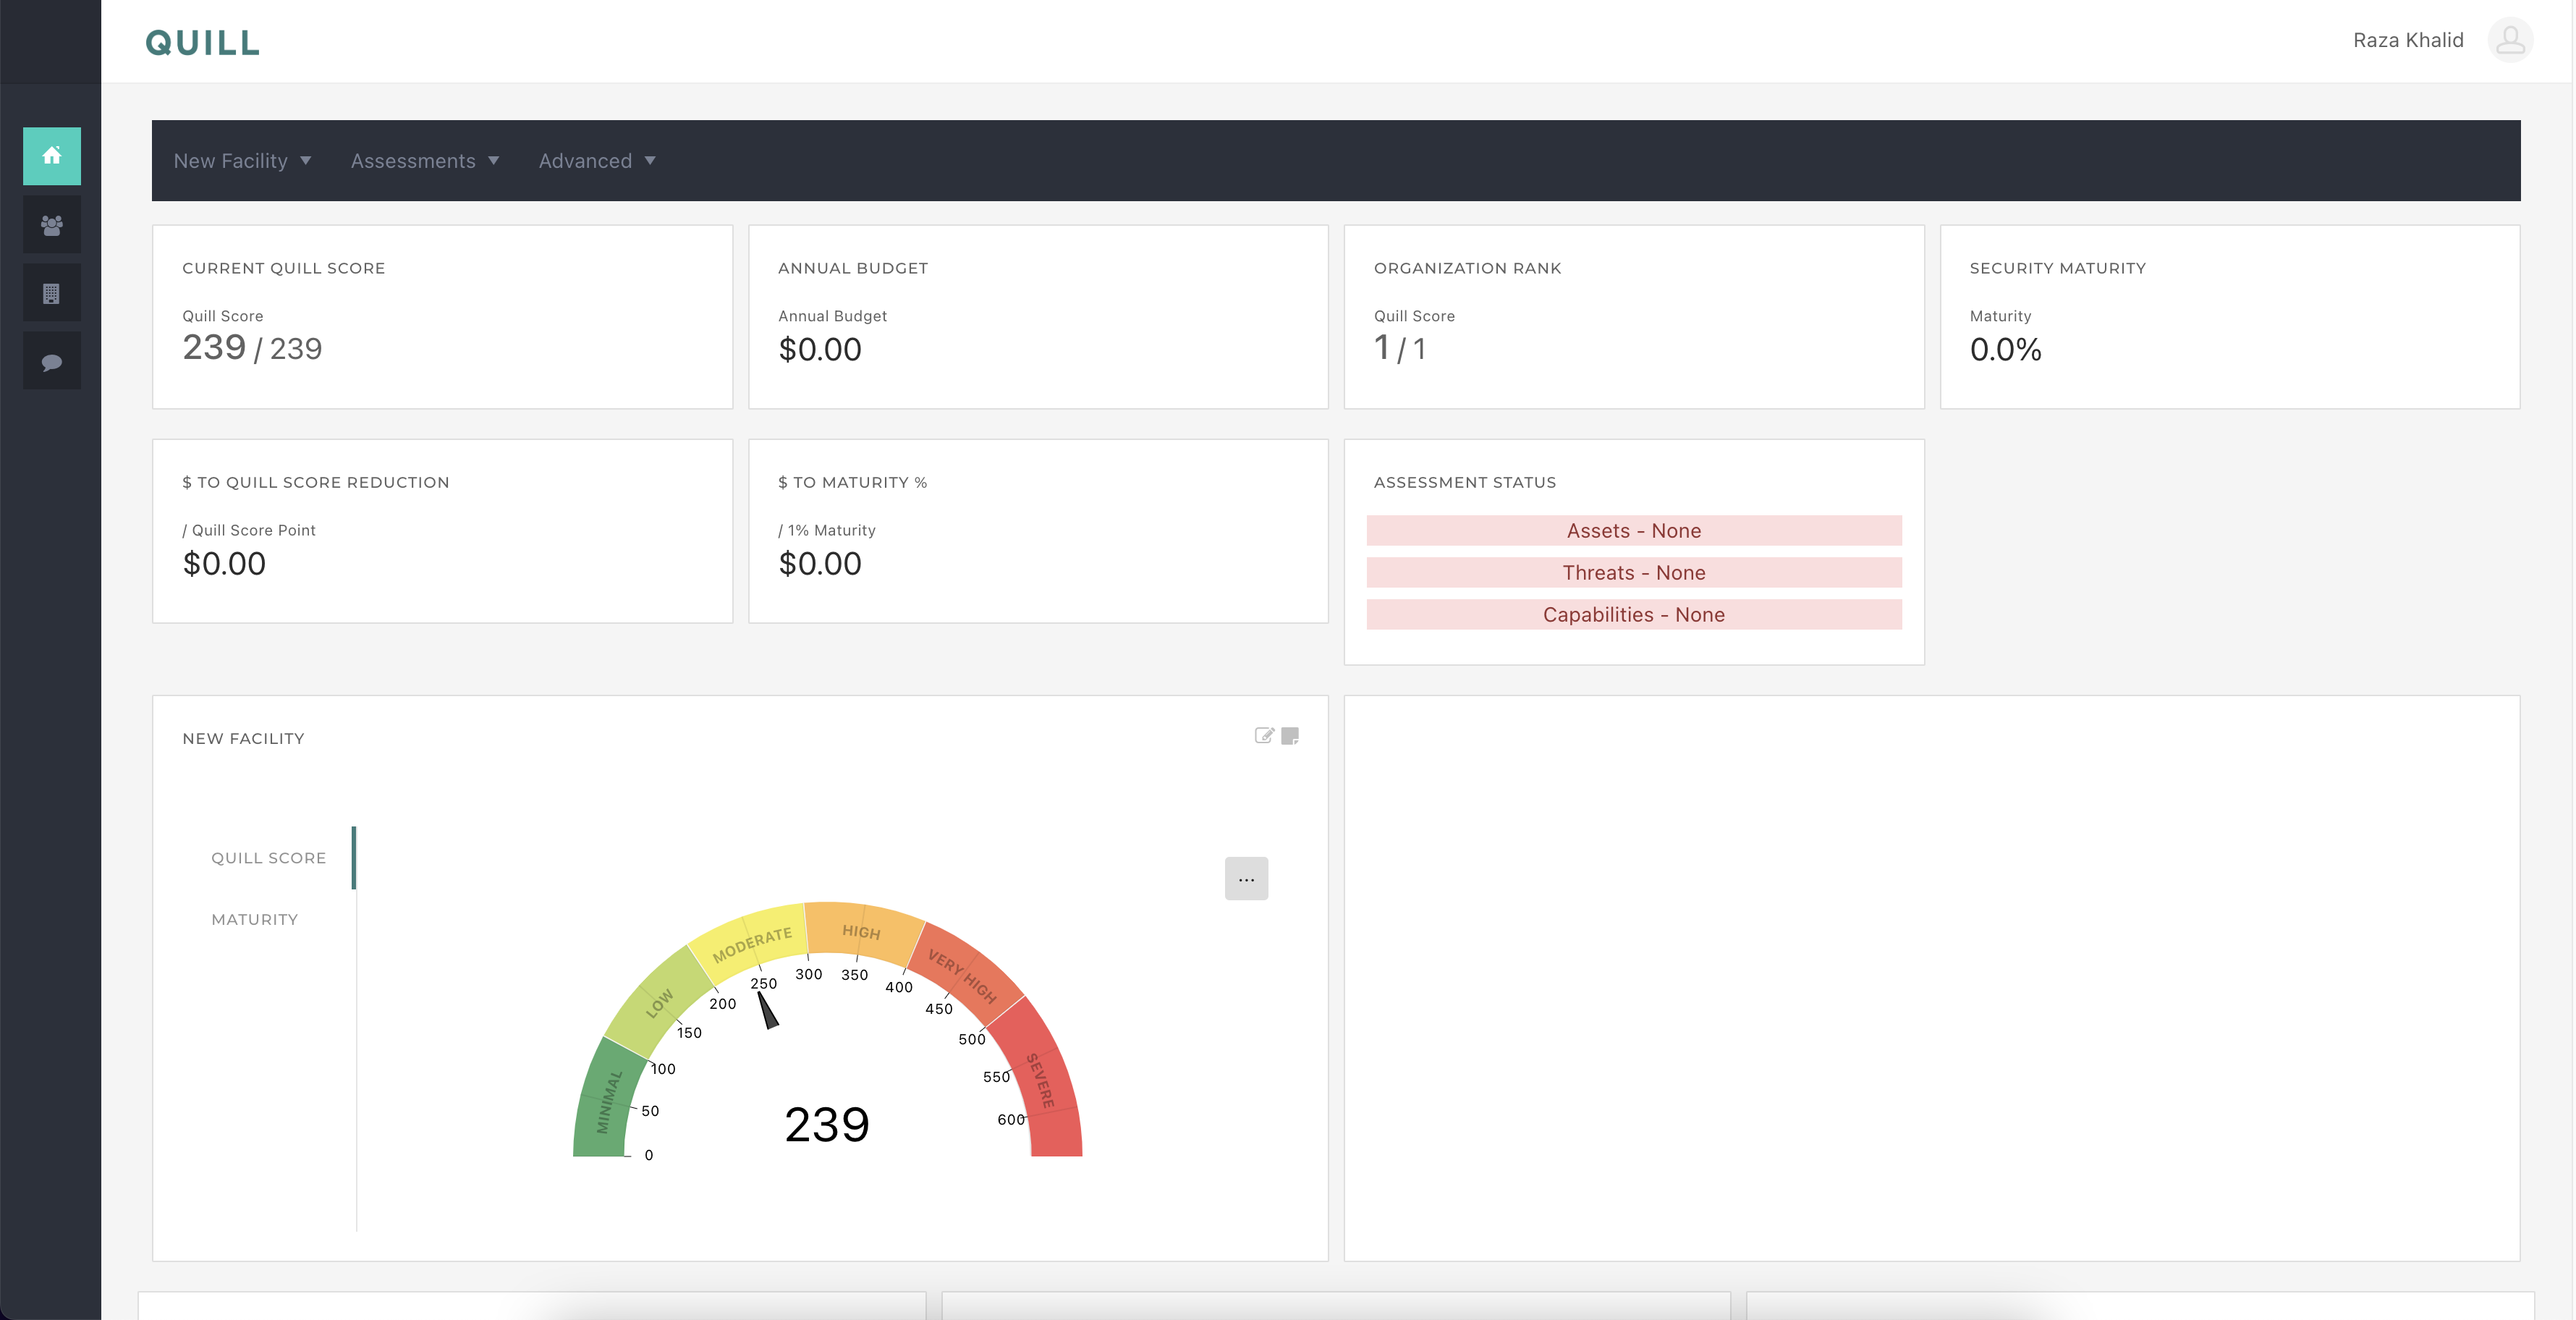 QUILL
Raza Khalid
New Facility
Assessments
Advanced
CURRENT QUILL SCORE
Quill Score
239 / 239
ANNUAL BUDGET
Annual Budget
$0.00
ORGANIZATION RANK
Quill Score
1 / 1
SECURITY MATURITY
Maturity
0.0%
$ TO QUILL SCORE REDUCTION
/ Quill Score Point
$0.00
$ TO MATURITY %
/ 1% Maturity
$0.00
ASSESSMENT STATUS
Assets - None
Threats - None
Capabilities - None
NEW FACILITY
QUILL SCORE
MATURITY
...
MINIMAL
LOW
MODERATE
HIGH
VERY HIGH
SEVERE
0
50
100
150
200
250
300
350
400
450
500
550
600
239